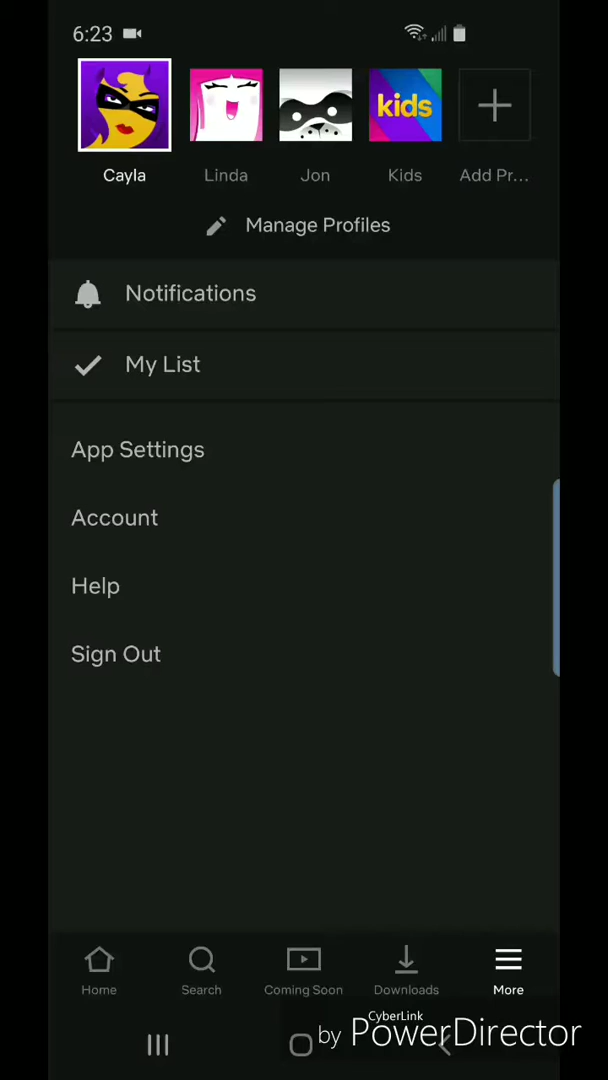 6:23
kids
Cayla Linda Jon Kids Add Pr...
Manage Profiles
Notifications
My List
App Settings
Account
Help
Sign Out
Home Search Coming Soon Downloads More
CyberLink
by PowerDirector